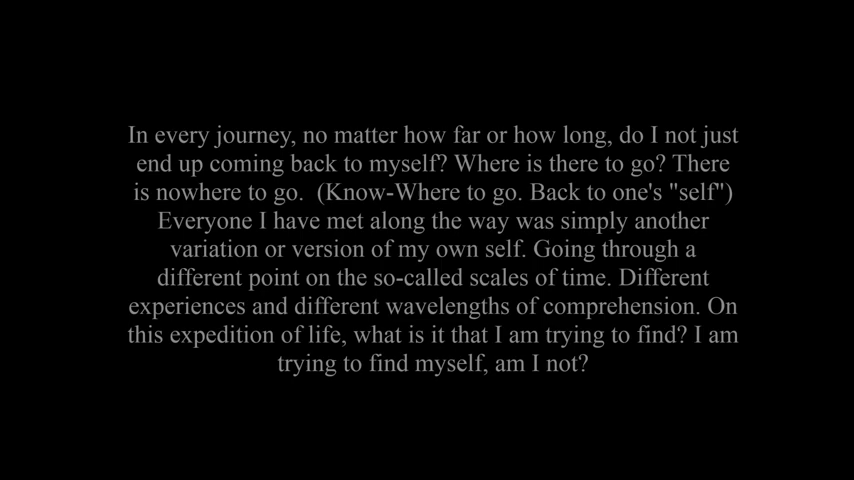 In every journey, no matter how far or how long, do I not just
end up coming back to myself? Where is there to go? There
is nowhere to go.  (Know-Where to go. Back to one's "self")
Everyone I have met along the way was simply another
variation or version of my own self. Going through a
different point on the so-called scales of time. Different
experiences and different wavelengths of comprehension. On
this expedition of life, what is it that I am trying to find? I am
trying to find myself, am I not?